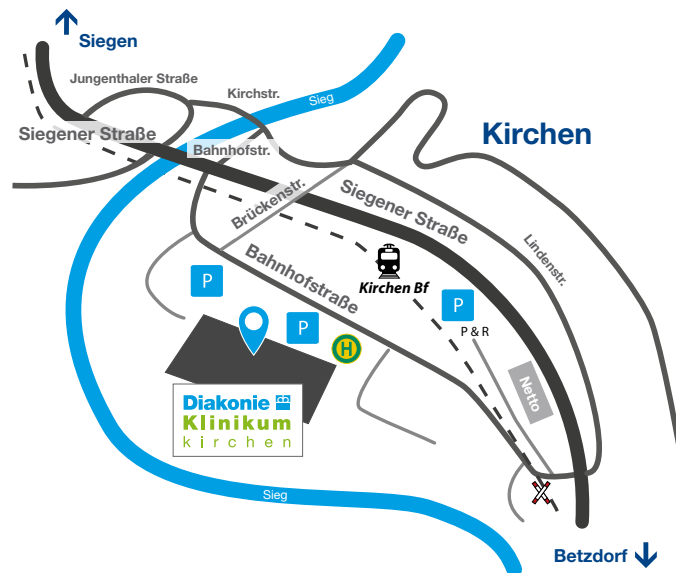 Siegen
Jungenthaler Straße
Kirchstr.
Sieg
Siegener Straße
Kirchen
Bahnhofstr.
Brückenstr.
Siegener Straße
Lindenstr.
Bahnhofstraße
Kirchen Bf
P
P
P
P & R
H
Netto
Diakonie
Klinikum
kirchen
Sieg
Betzdorf